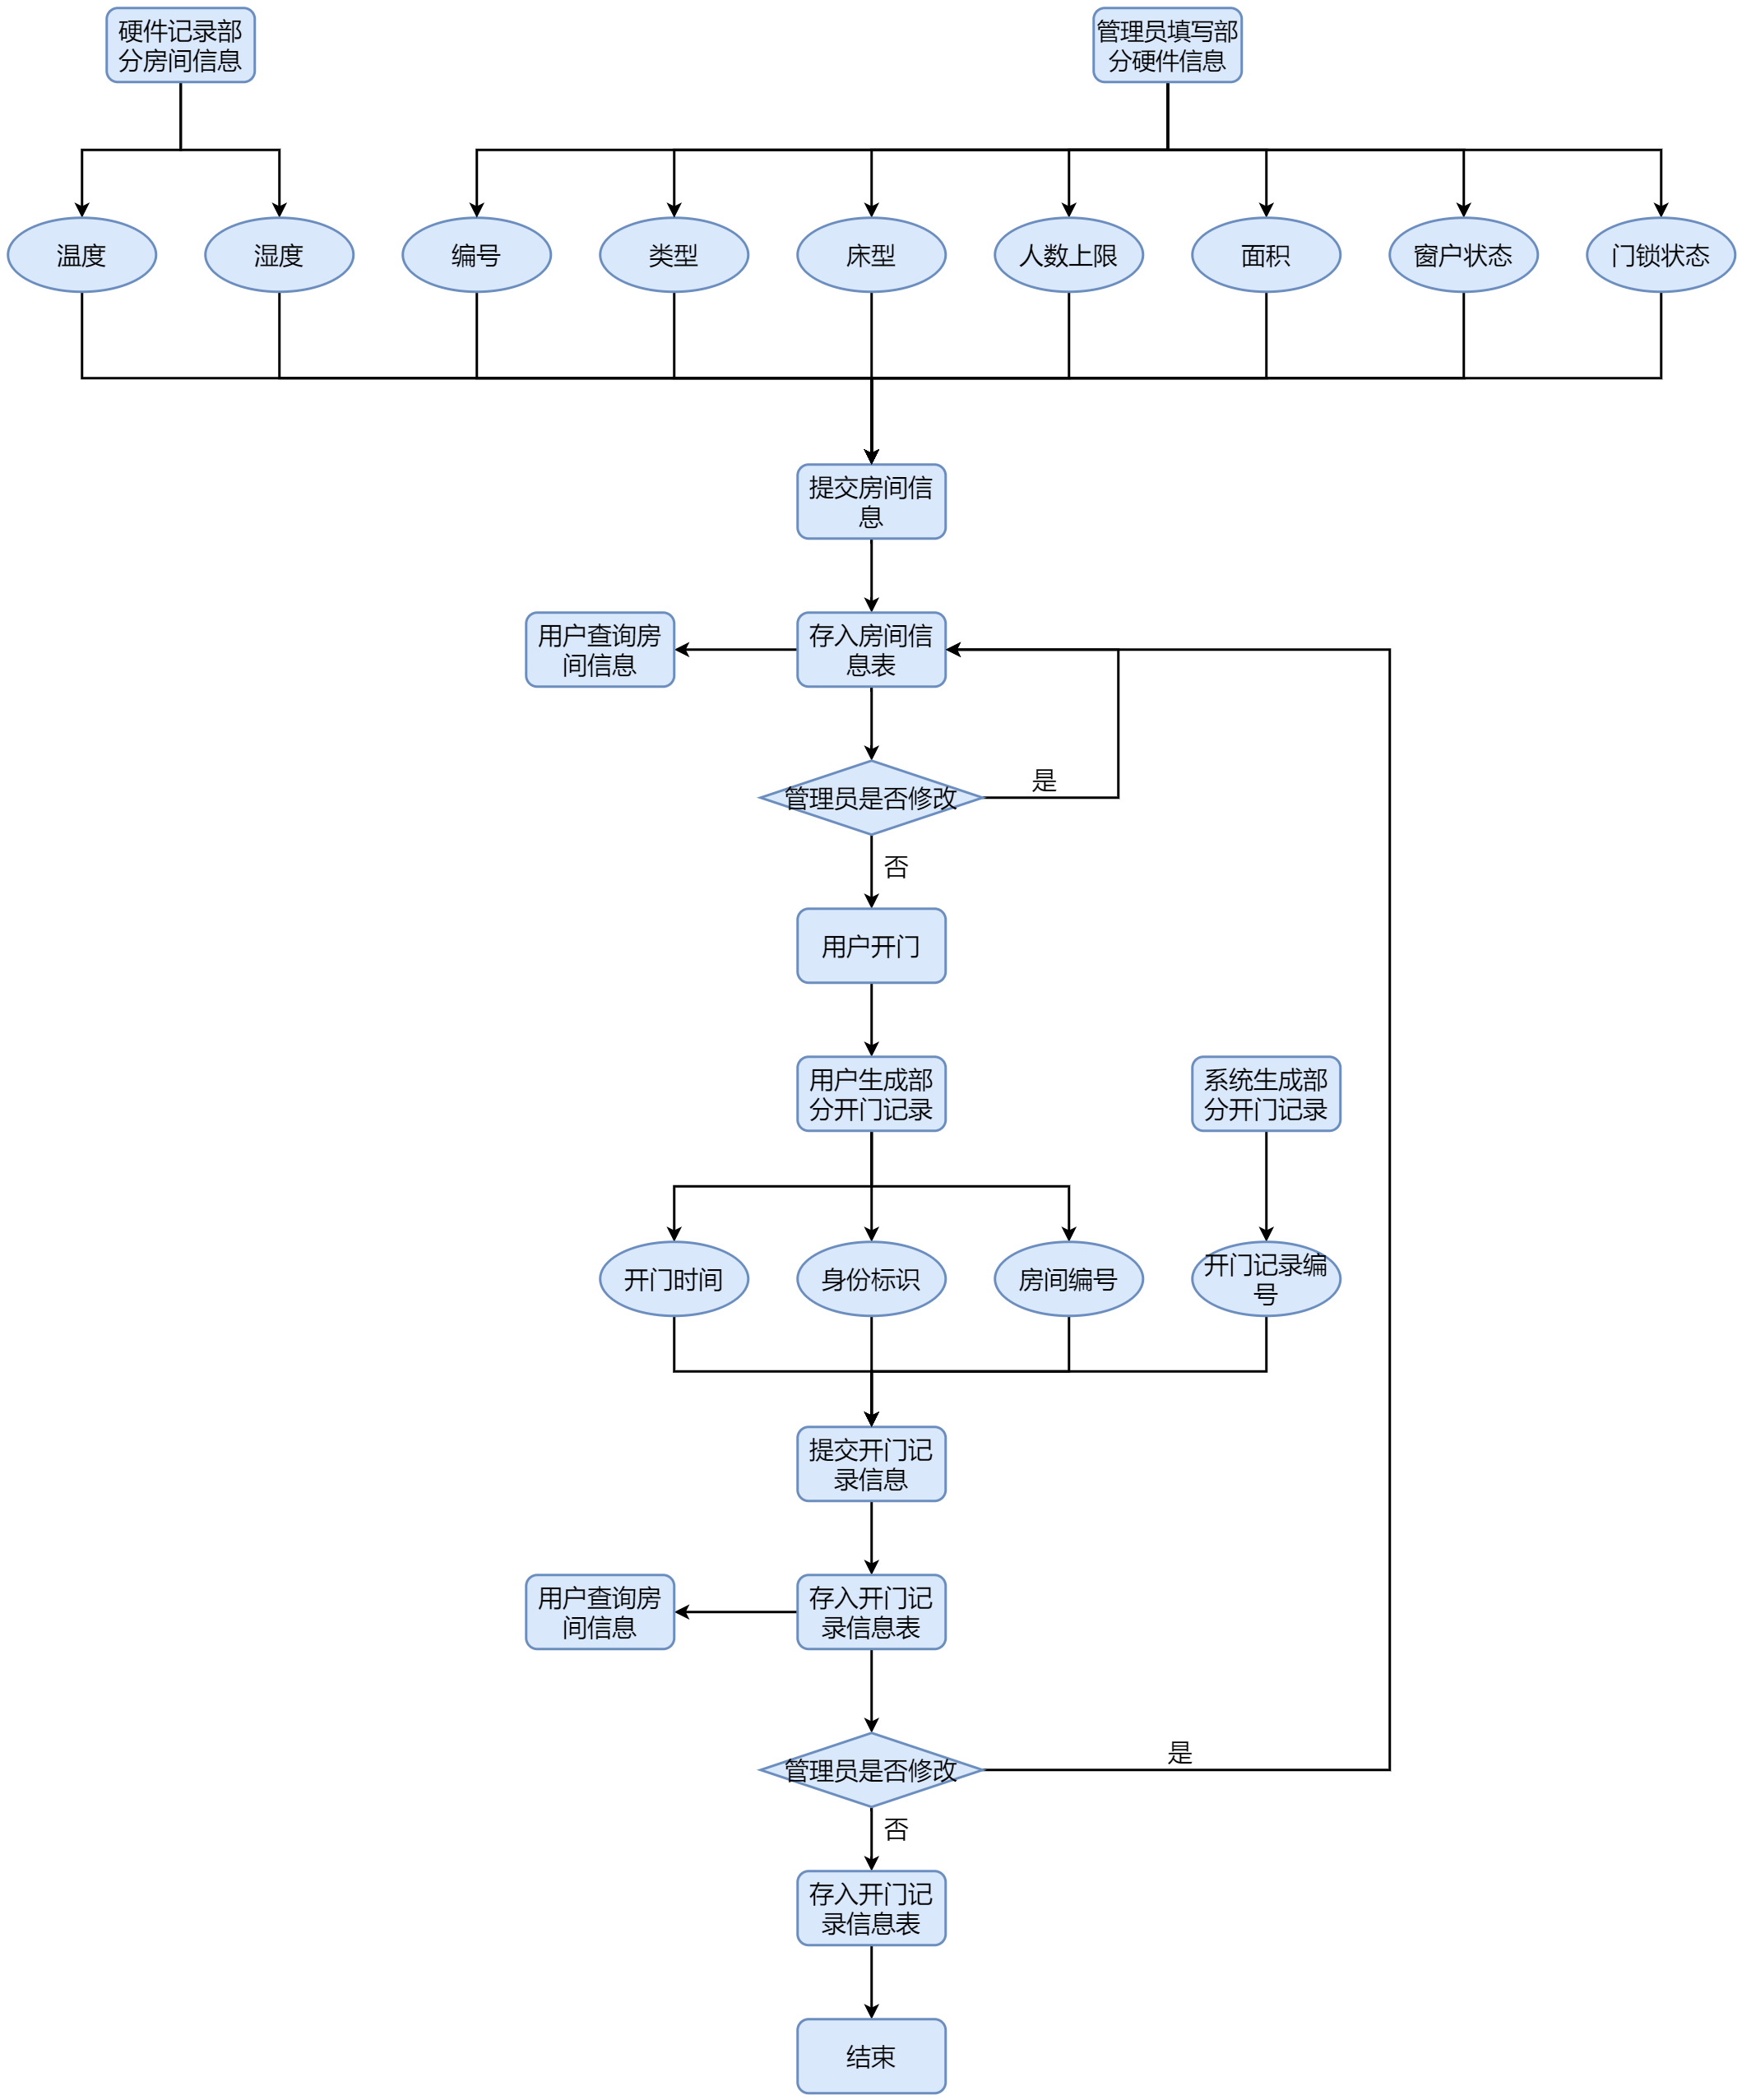 硬件记录部
分房间信息
管理员填写部
分硬件信息
温度
湿度
编号
类型
床型
人数上限
面积
窗户状态
门锁状态
提交房间信
息
用户查询房
间信息
存入房间信
息表
管理员是否修改
是
否
用户开门
用户生成部
分开门记录
系统生成部
分开门记录
开门时间
身份标识
房间编号
开门记录编
号
提交开门记
录信息
用户查询房
间信息
存入开门记
录信息表
管理员是否修改
是
否
存入开门记
录信息表
结束